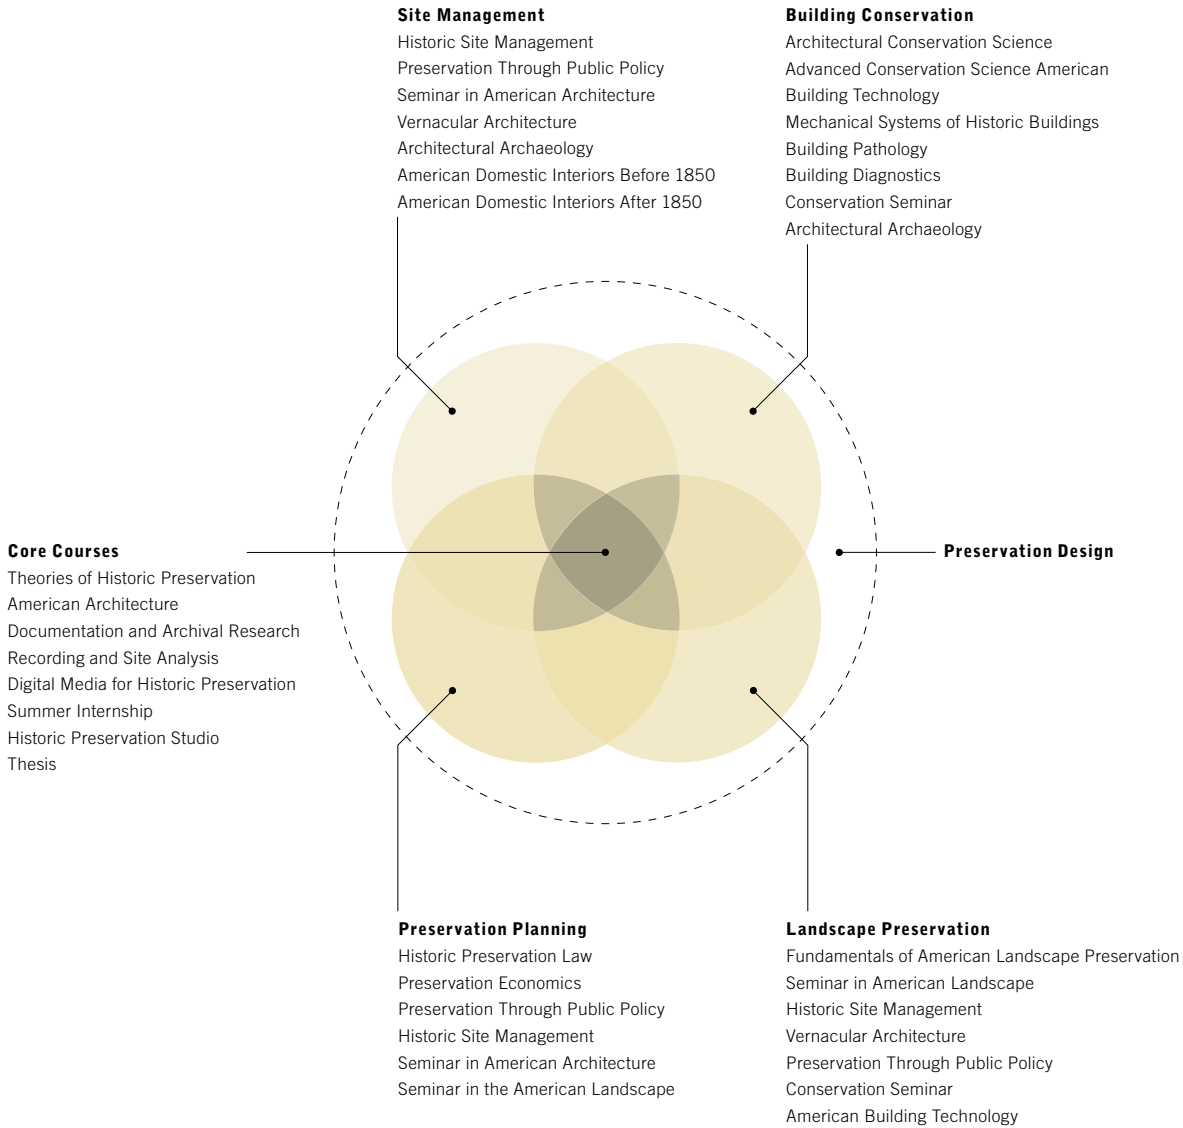 Site Management
Historic Site Management
Preservation Through Public Policy
Seminar in American Architecture
Vernacular Architecture
Architectural Archaeology
American Domestic Interiors Before 1850
American Domestic Interiors After 1850
Building Conservation
Architectural Conservation Science
Advanced Conservation Science American
Building Technology
Mechanical Systems of Historic Buildings
Building Pathology
Building Diagnostics
Conservation Seminar
Architectural Archaeology
Core Courses
Theories of Historic Preservation
American Architecture
Documentation and Archival Research
Recording and Site Analysis
Digital Media for Historic Preservation
Summer Internship
Historic Preservation Studio
Thesis
Preservation Design
Preservation Planning
Historic Preservation Law
Preservation Economics
Preservation Through Public Policy
Historic Site Management
Seminar in American Architecture
Seminar in the American Landscape
Landscape Preservation
Fundamentals of American Landscape Preservation
Seminar in American Landscape
Historic Site Management
Vernacular Architecture
Preservation Through Public Policy
Conservation Seminar
American Building Technology